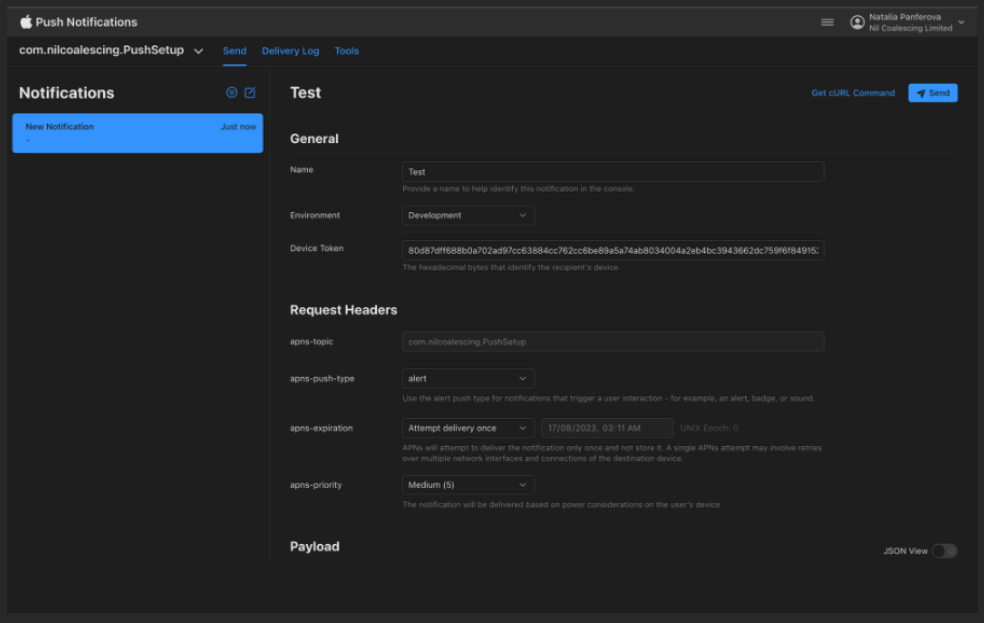 Push Notifications
Natalia Panferova
Nil Coalescing Limited
com.nilcoalescing.PushSetup
Send Delivery Log Tools
Notifications
New Notification Just now
-
Test
Get cURL Command Send
General
Name Test
Provide a name to help identify this notification in the console.
Environment Development
Device Token 80d87dff688b0a702ad97cc63884cc762cc6be89a5a74ab8034004a2eb4bc3943662dc759f6f849152
The hexadecimal bytes that identify the recipient's device.
Request Headers
apns-topic com.nilcoalescing.PushSetup
apns-push-type alert
Use the alert push type for notifications that trigger a user interaction - for example, an alert, badge, or sound.
apns-expiration Attempt delivery once 17/08/2023, 03:11 AM UNIX Epoch: 0
APNs will attempt to deliver the notification only once and not store it. A single APNs attempt may involve retries
over multiple network interfaces and connections of the destination device.
apns-priority Medium (5)
The notification will be delivered based on power considerations on the user's device
Payload
JSON View